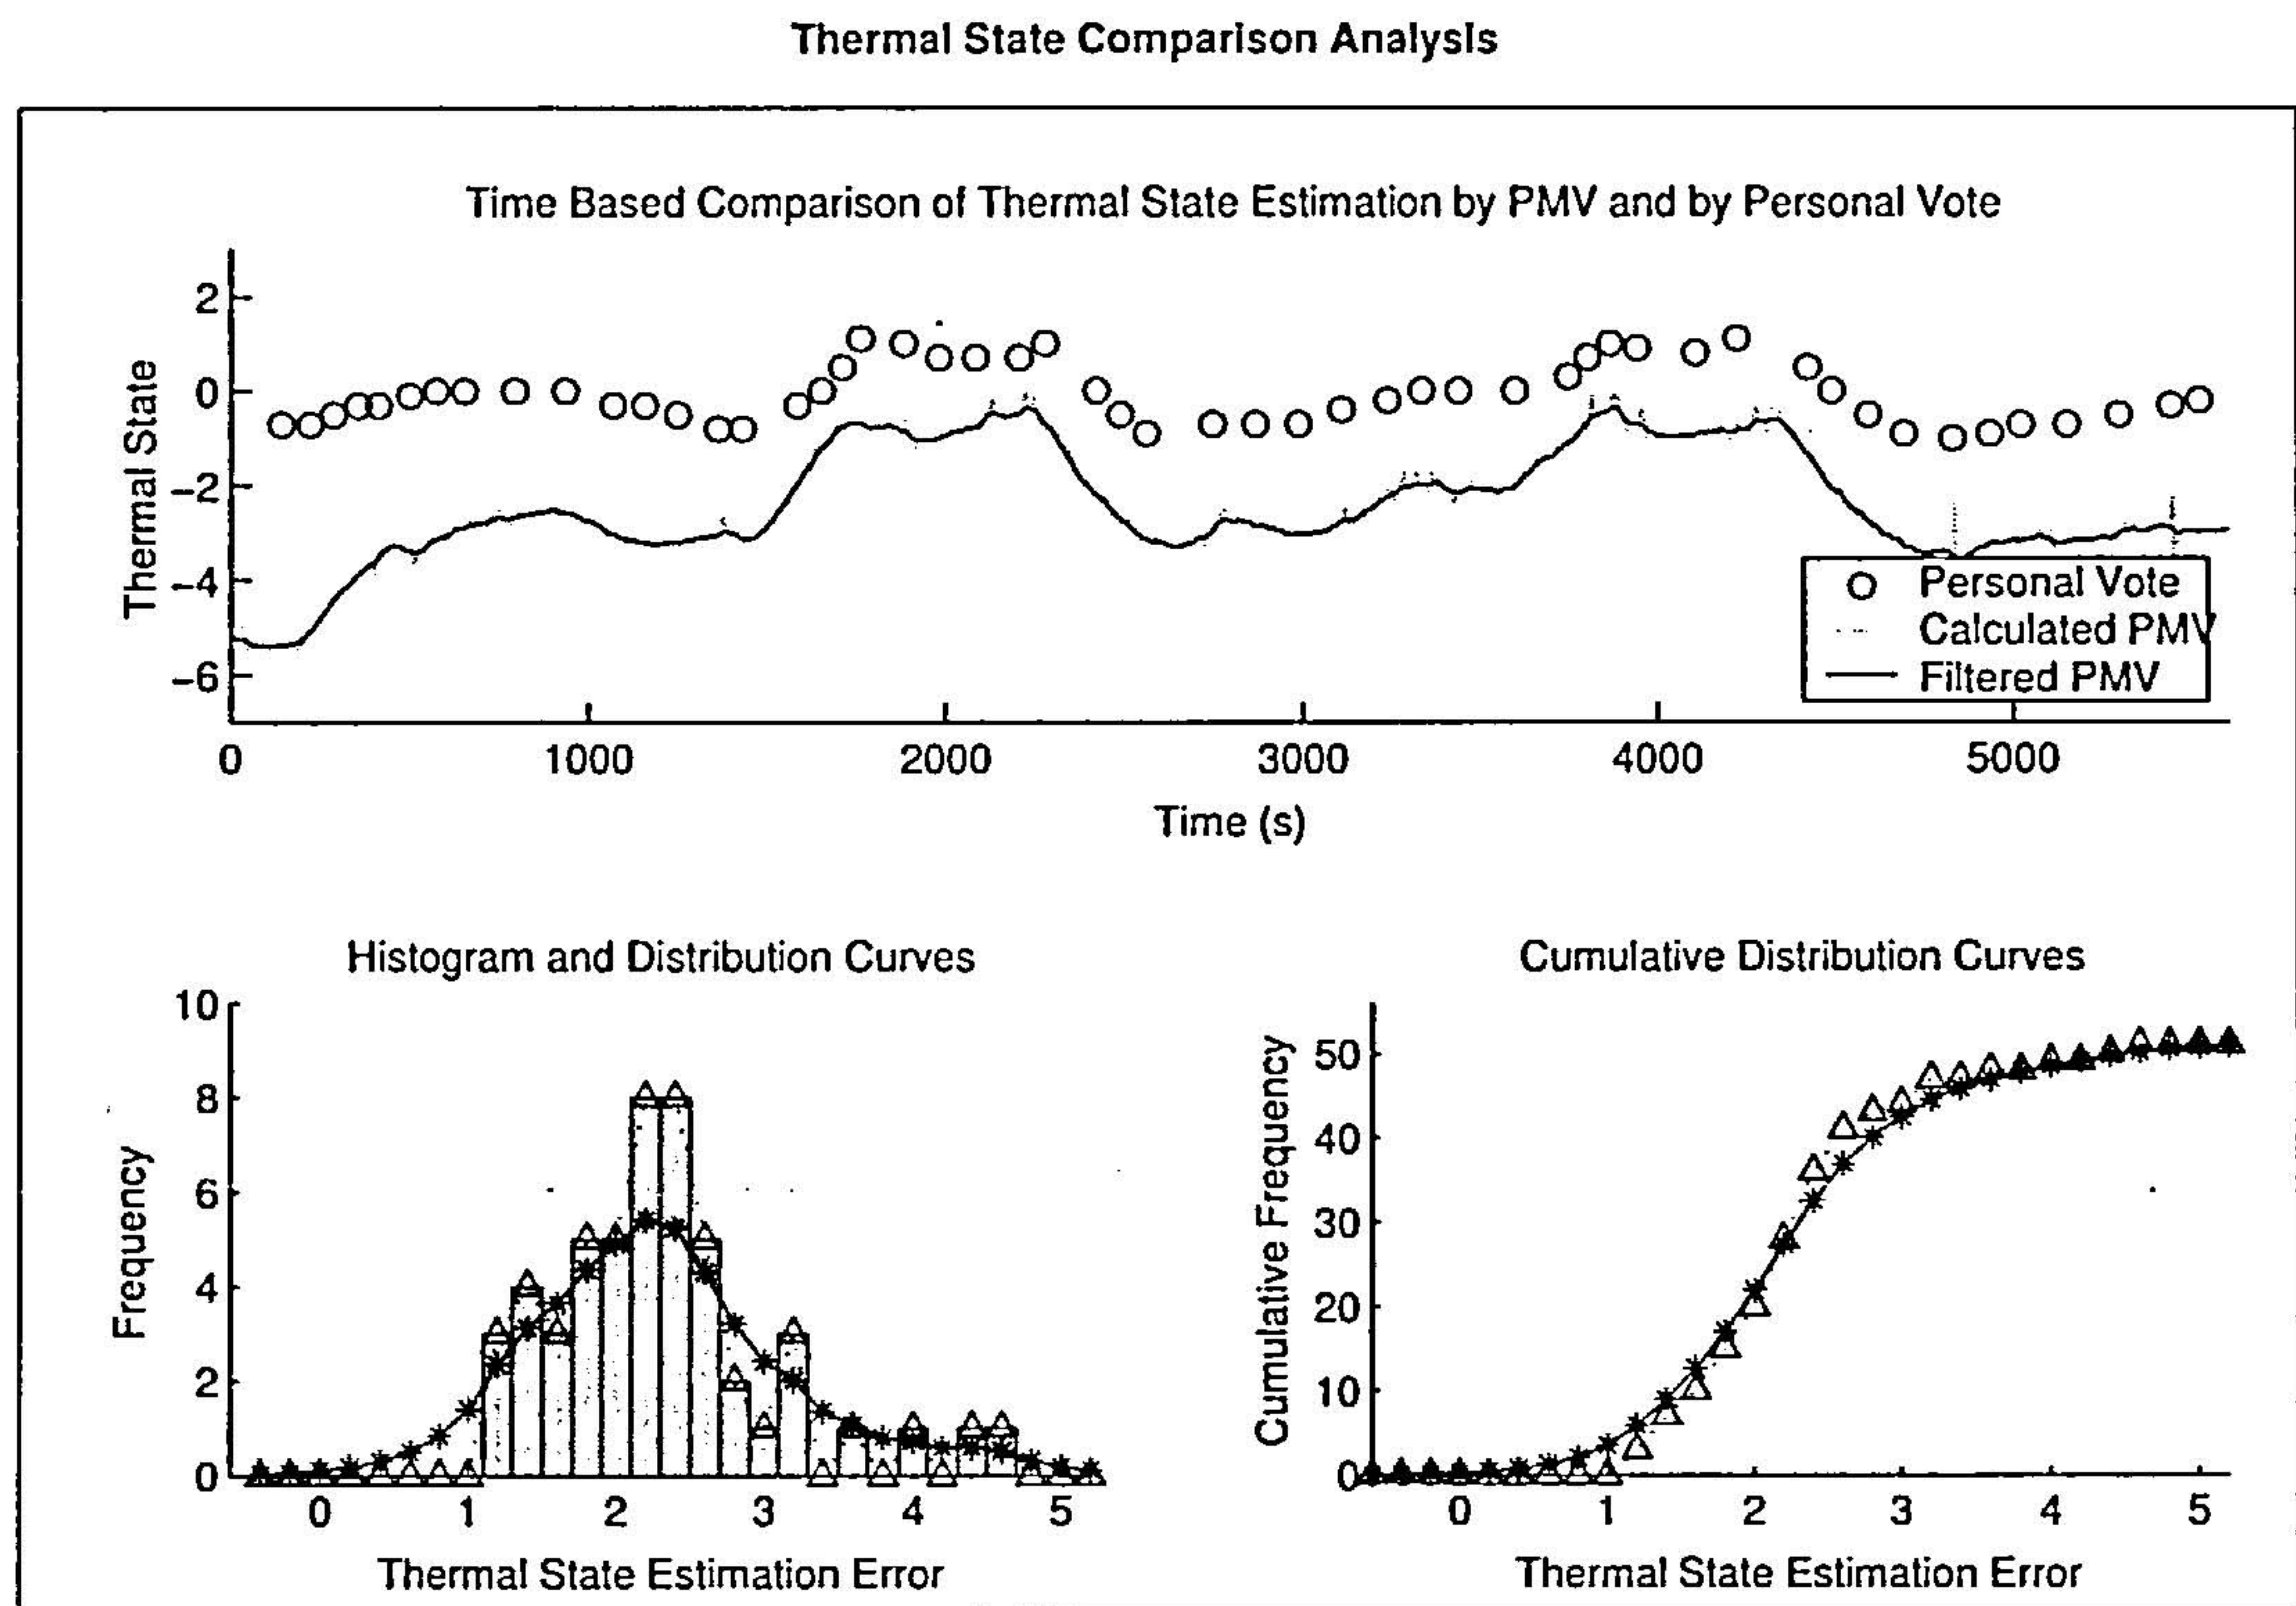 Thermal State Comparison Analysis
Time Based Comparison of Thermal State Estimation by PMV and by Personal Vote
Thermal State
2
0
−2
−4
−6
Personal Vote
Calculated PMV
Filtered PMV
0 1000 2000 3000 4000 5000
Time (s)
Histogram and Distribution Curves
Frequency
10
8
6
4
2
0
0 1 2 3 4 5
Thermal State Estimation Error
Cumulative Distribution Curves
Cumulative Frequency
50
40
30
20
10
0
0 1 2 3 4 5
Thermal State Estimation Error